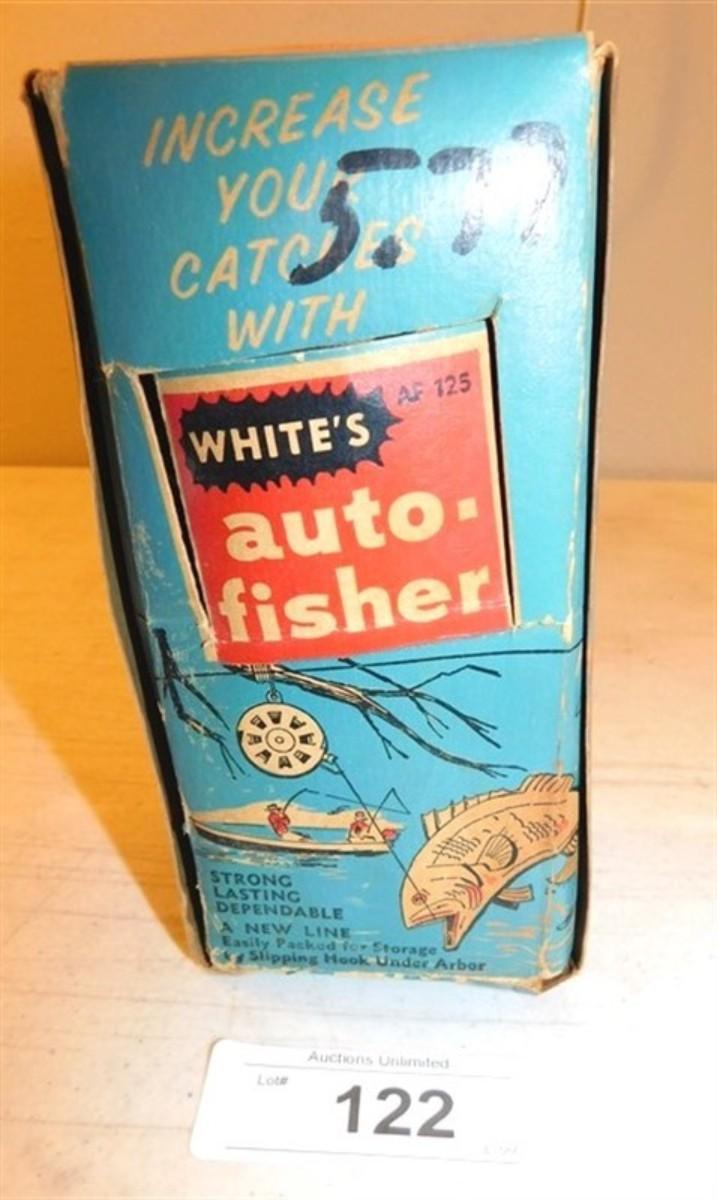 INCREASE
YOUR
CATCHES
WITH
5.77
AF 125
WHITE'S
auto-
fisher
STRONG
LASTING
DEPENDABLE
A NEW LINE
Easily Packed for Storage
by Slipping Hook Under Arbor
Auctions Unlimited
Lot#
122